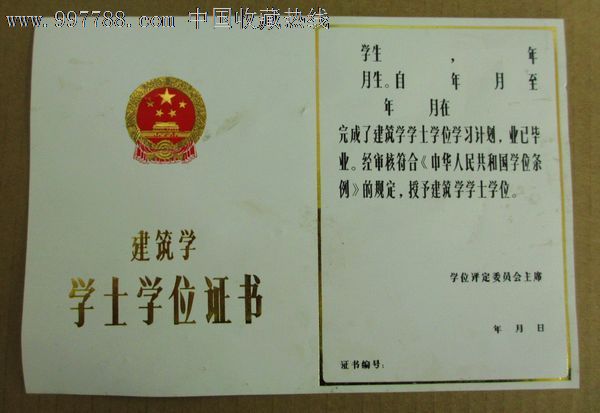 www.997788.com 中国收藏热线
建筑学
学士学位证书
学生 , 年
月生。自 年 月 至
年 月在
完成了建筑学学士学位学习计划，业已毕
业。经审核符合《中华人民共和国学位条
例》的规定，授予建筑学学士学位。
学位评定委员会主席
年 月 日
证书编号：